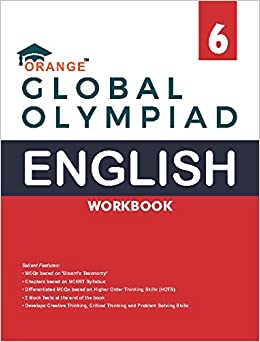 6
ORANGE™
GLOBAL
OLYMPIAD
ENGLISH
WORKBOOK
Salient Features:
• MCQs based on "Bloom's Taxonomy"
• Chapters based on NCERT Syllabus
• Differentiated MCQs based on Higher Order Thinking Skills (HOTS)
• 2 Mock Tests at the end of the book
• Develops Creative Thinking, Critical Thinking and Problem Solving Skills